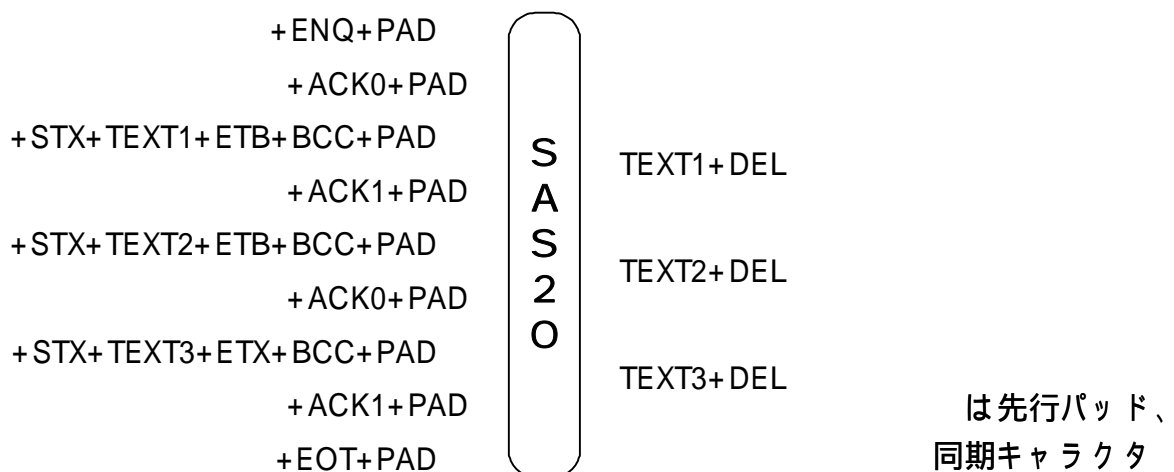 +ENQ+PAD
+ACK0+PAD
+STX+TEXT1+ETB+BCC+PAD
TEXT1+DEL
+ACK1+PAD
+STX+TEXT2+ETB+BCC+PAD
TEXT2+DEL
+ACK0+PAD
+STX+TEXT3+ETX+BCC+PAD
TEXT3+DEL
+ACK1+PAD
+EOT+PAD
SAS20
は先行パッド、
同期キャラクタ